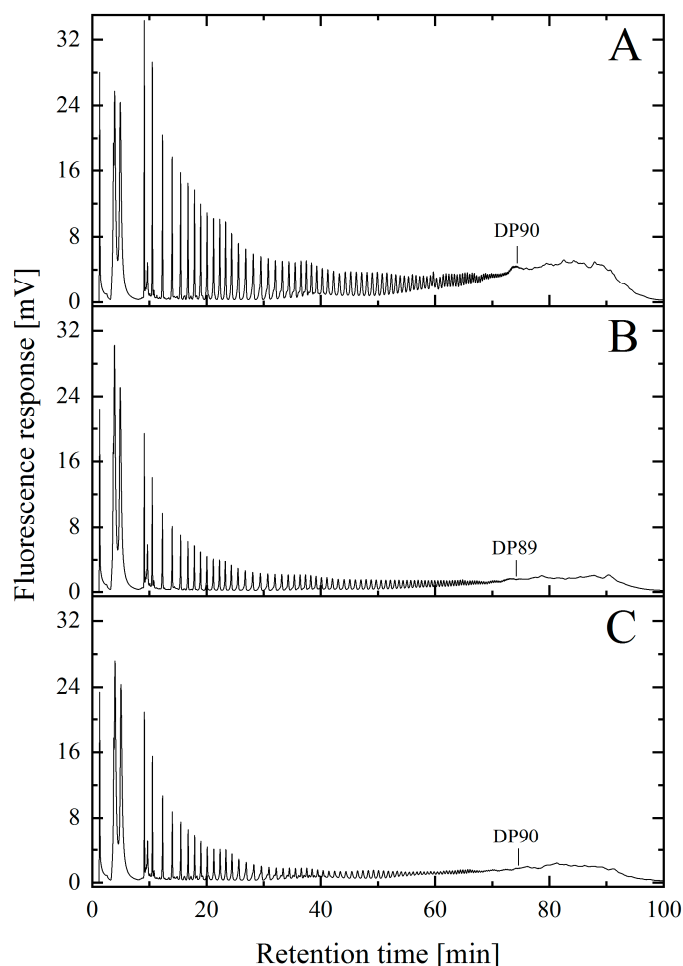 32
A
24
16
DP90
8
0
32
B
24
16
8
DP89
0
32
C
24
16
8
DP90
0
0 20 40 60 80 100
Fluorescence response [mV]
Retention time [min]